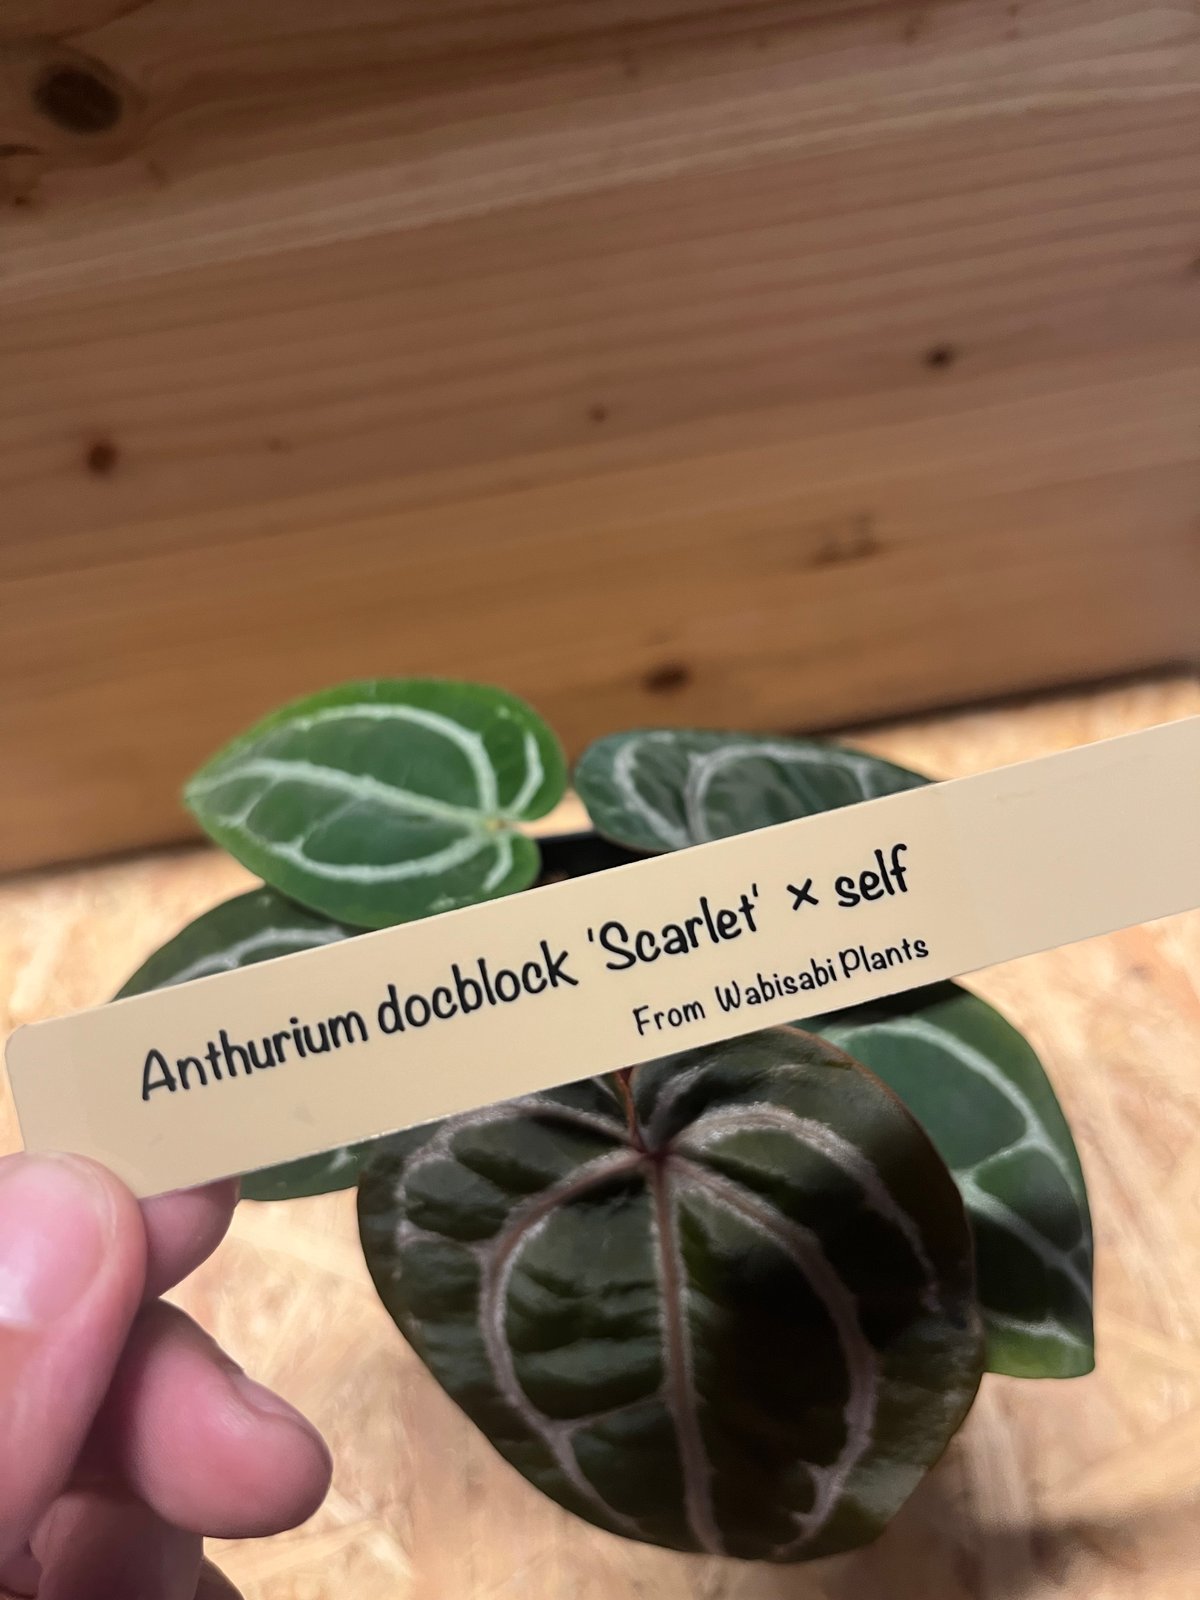 Anthurium docblock 'Scarlet' × self
From Wabisabi Plants